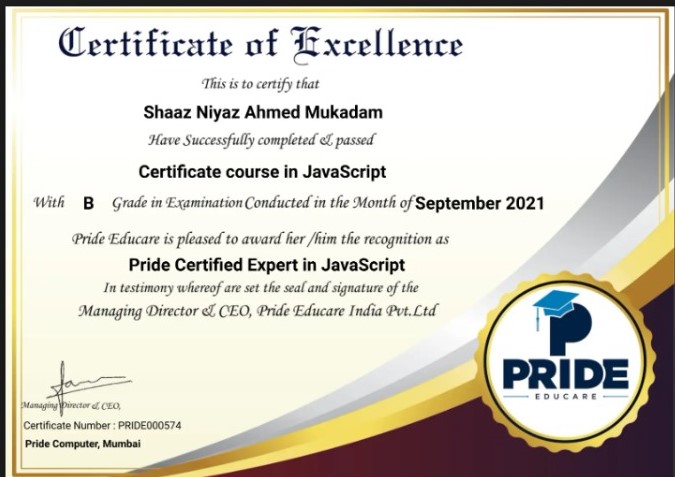 Certificate of Excellence
This is to certify that
Shaaz Niyaz Ahmed Mukadam
Have Successfully completed & passed
Certificate course in JavaScript
With B Grade in Examination Conducted in the Month of September 2021
Pride Educare is pleased to award her /him the recognition as
Pride Certified Expert in JavaScript
In testimony whereof are set the seal and signature of the
Managing Director & CEO, Pride Educare India Pvt.Ltd
PRIDE
EDUCARE
Managing Director & CEO,
Certificate Number : PRIDE000574
Pride Computer, Mumbai